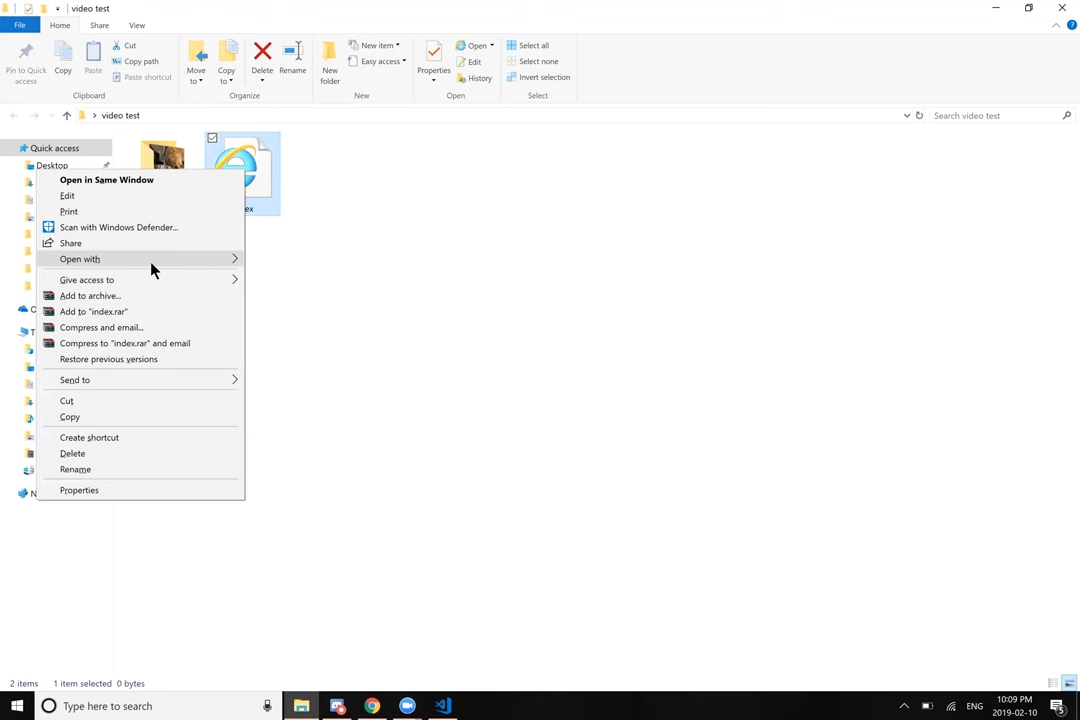 video test
File
Home
Share
View
Pin to Quick access
Copy
Paste
Cut
Copy path
Paste shortcut
Clipboard
Move to
Copy to
Delete
Rename
Organize
New folder
New item
Easy access
New
Properties
Open
Edit
History
Open
Select all
Select none
Invert selection
Select
video test
Search video test
Quick access
Desktop
Open in Same Window
Edit
Print
Scan with Windows Defender...
Share
Open with
Give access to
Add to archive...
Add to "index.rar"
Compress and email...
Compress to "index.rar" and email
Restore previous versions
Send to
Cut
Copy
Create shortcut
Delete
Rename
Properties
ex
O
T
N
2 items
1 item selected 0 bytes
Type here to search
ENG
10:09 PM
2019-02-10
5